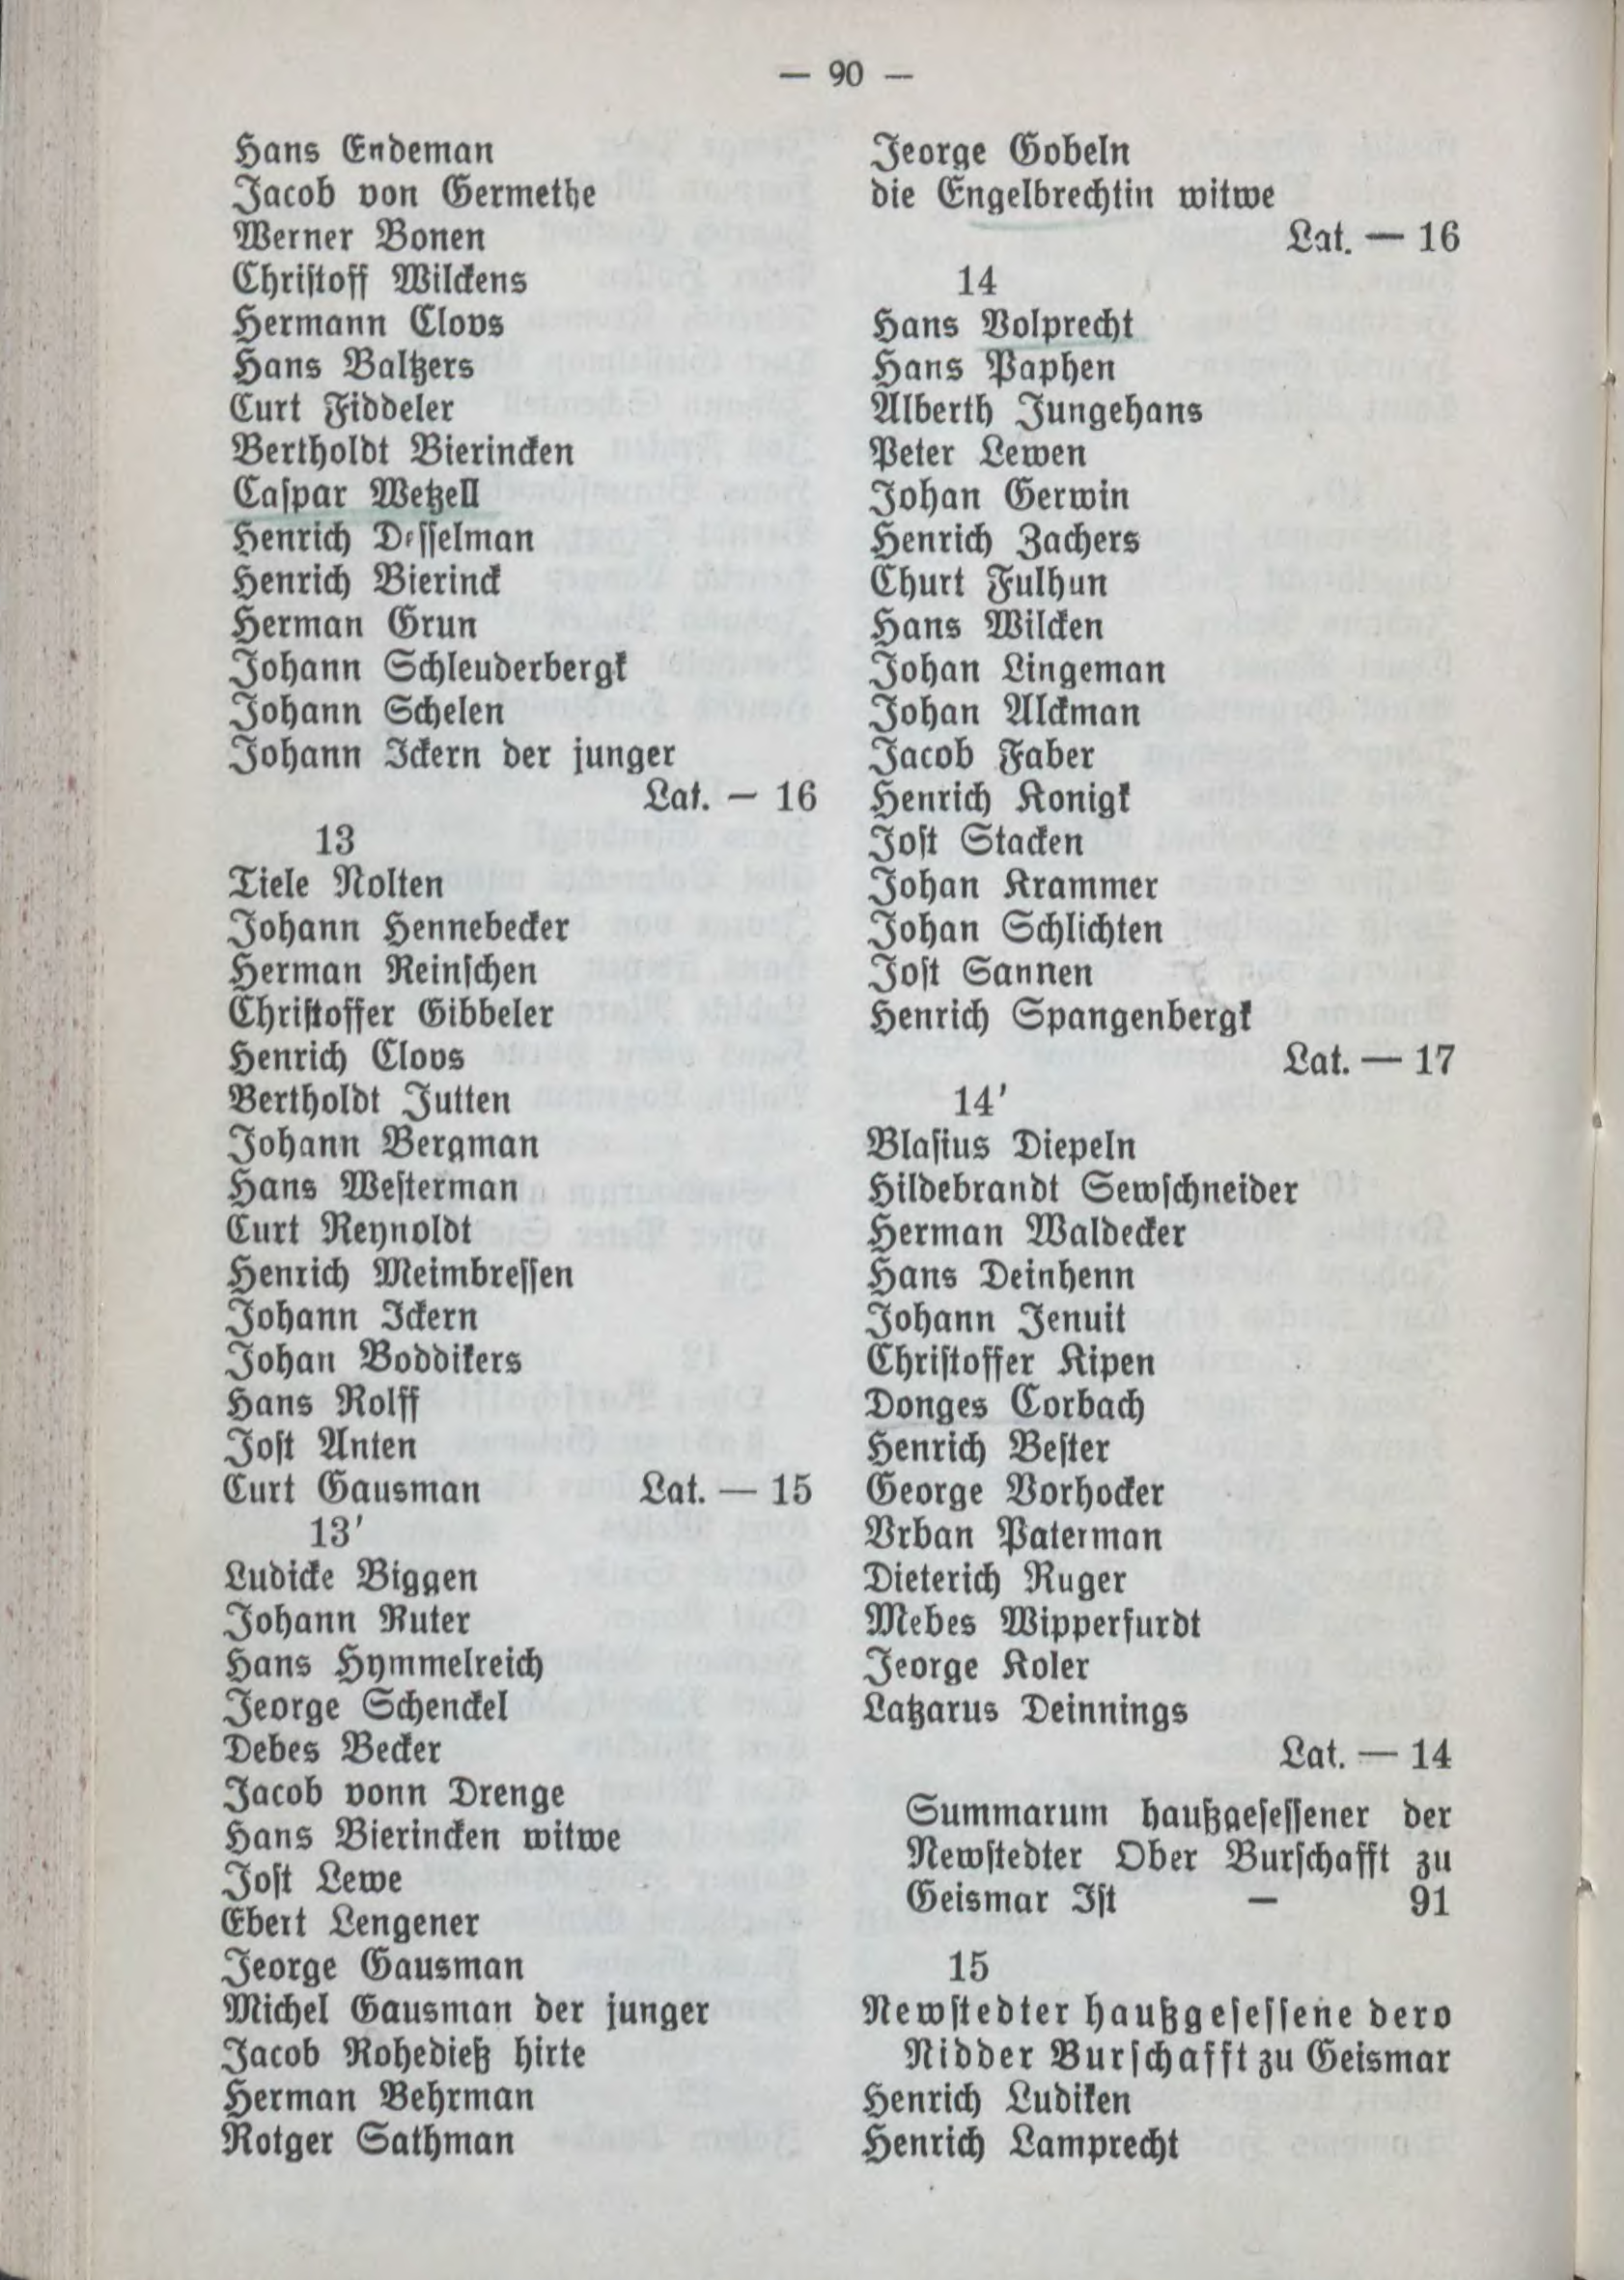 — 90 —
Hans Endeman
Jacob von Germethe
Werner Bonen
Christoff Wilckens
Hermann Clovs
Hans Baltzers
Curt Fiddeler
Bertholdt Bierincken
Caspar Wetzell
Henrich Desselman
Henrich Bierinck
Herman Grun
Johann Schleuderbergk
Johann Schelen
Johann Ickern der junger
Lat. — 16
13
Tiele Nolten
Johann Hennebecker
Herman Reinschen
Christoffer Gibbeler
Henrich Clovs
Bertholdt Jutten
Johann Bergman
Hans Westerman
Curt Reynoldt
Henrich Meimbressen
Johann Ickern
Johan Boddikers
Hans Rolff
Jost Anten
Curt Gausman Lat. — 15
13'
Ludicke Biggen
Johann Ruter
Hans Hymmelreich
Jeorge Schenckel
Debes Becker
Jacob vonn Drenge
Hans Bierincken witwe
Jost Lewe
Ebert Lengener
Jeorge Gausman
Michel Gausman der junger
Jacob Rohedieß hirte
Herman Behrman
Rotger Sathman
Jeorge Gobeln
die Engelbrechtin witwe
Lat. — 16
14
Hans Volprecht
Hans Paphen
Alberth Jungehans
Peter Lewen
Johan Gerwin
Henrich Zachers
Churt Fulhun
Hans Wilcken
Johan Lingeman
Johan Alckman
Jacob Faber
Henrich Konigk
Jost Stacken
Johan Krammer
Johan Schlichten
Jost Sannen
Henrich Spangenbergk
Lat. — 17
14'
Blasius Diepeln
Hildebrandt Sewschneider
Herman Waldecker
Hans Deinhenn
Johann Jenuit
Christoffer Kipen
Donges Corbach
Henrich Bester
George Vorhocker
Vrban Paterman
Dieterich Ruger
Mebes Wipperfurdt
Jeorge Koler
Latzarus Deinnings
Lat. — 14
Summarum haußgesessener der
Newstedter Ober Burschafft zu
Geismar Ist — 91
15
Newstedter haußgesessene dero
Nidder Burschafft zu Geismar
Henrich Ludiken
Henrich Lamprecht